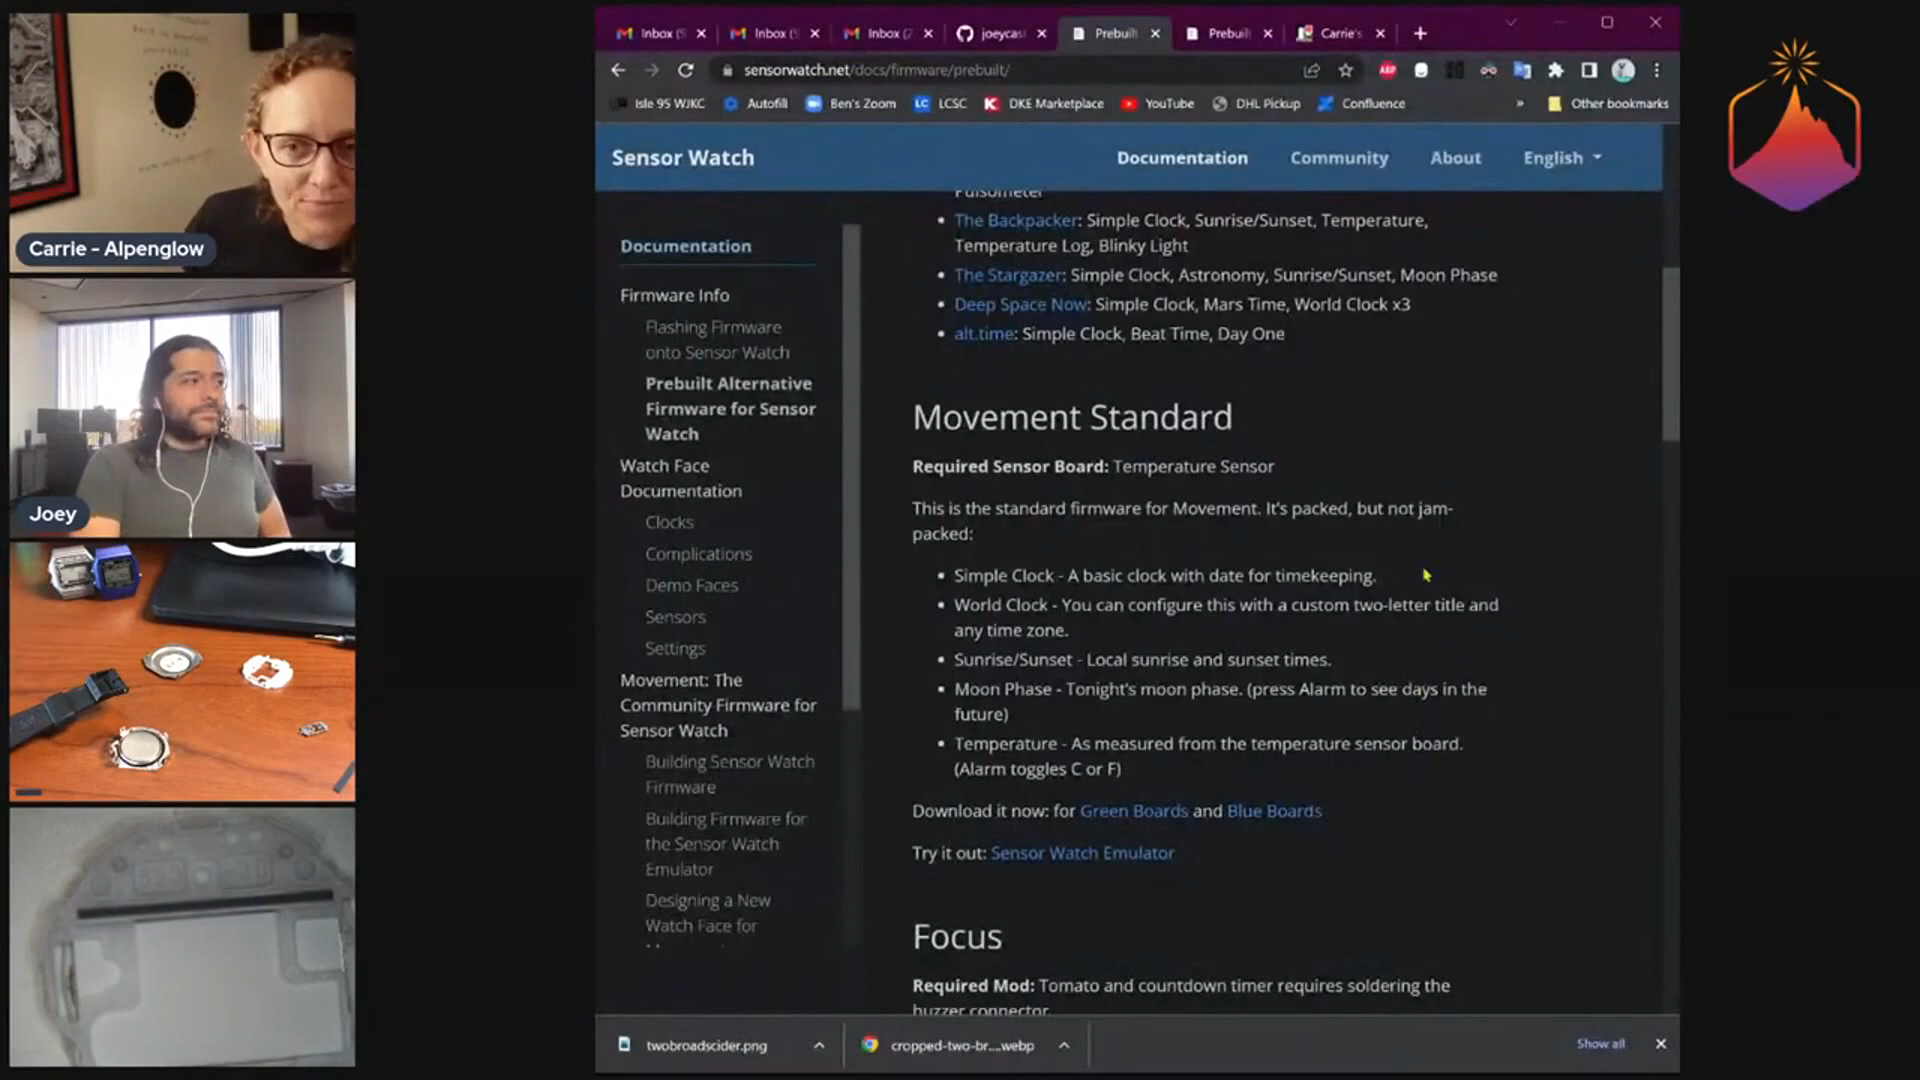 Carrie - Alpenglow
Joey
Inbox (9
Inbox (9
Inbox (2
joeycas
Prebuilt
Prebuilt
Carrie's
sensorwatch.net/docs/firmware/prebuilt/
Isle 95 WJKC
Autofill
Ben's Zoom
LC LCSC
DKE Marketplace
YouTube
DHL Pickup
Confluence
»
Other bookmarks
Sensor Watch
Documentation
Community
About
English
Documentation
Firmware Info
Flashing Firmware
onto Sensor Watch
Prebuilt Alternative
Firmware for Sensor
Watch
Watch Face
Documentation
Clocks
Complications
Demo Faces
Sensors
Settings
Movement: The
Community Firmware for
Sensor Watch
Building Sensor Watch
Firmware
Building Firmware for
the Sensor Watch
Emulator
Designing a New
Watch Face for
Pulsometer
• The Backpacker: Simple Clock, Sunrise/Sunset, Temperature,
Temperature Log, Blinky Light
• The Stargazer: Simple Clock, Astronomy, Sunrise/Sunset, Moon Phase
• Deep Space Now: Simple Clock, Mars Time, World Clock x3
• alt.time: Simple Clock, Beat Time, Day One
Movement Standard
Required Sensor Board: Temperature Sensor
This is the standard firmware for Movement. It's packed, but not jam-
packed:
• Simple Clock - A basic clock with date for timekeeping.
• World Clock - You can configure this with a custom two-letter title and
any time zone.
• Sunrise/Sunset - Local sunrise and sunset times.
• Moon Phase - Tonight's moon phase. (press Alarm to see days in the
future)
• Temperature - As measured from the temperature sensor board.
(Alarm toggles C or F)
Download it now: for Green Boards and Blue Boards
Try it out: Sensor Watch Emulator
Focus
Required Mod: Tomato and countdown timer requires soldering the
buzzer connector
twobroadscider.png
cropped-two-br....webp
Show all